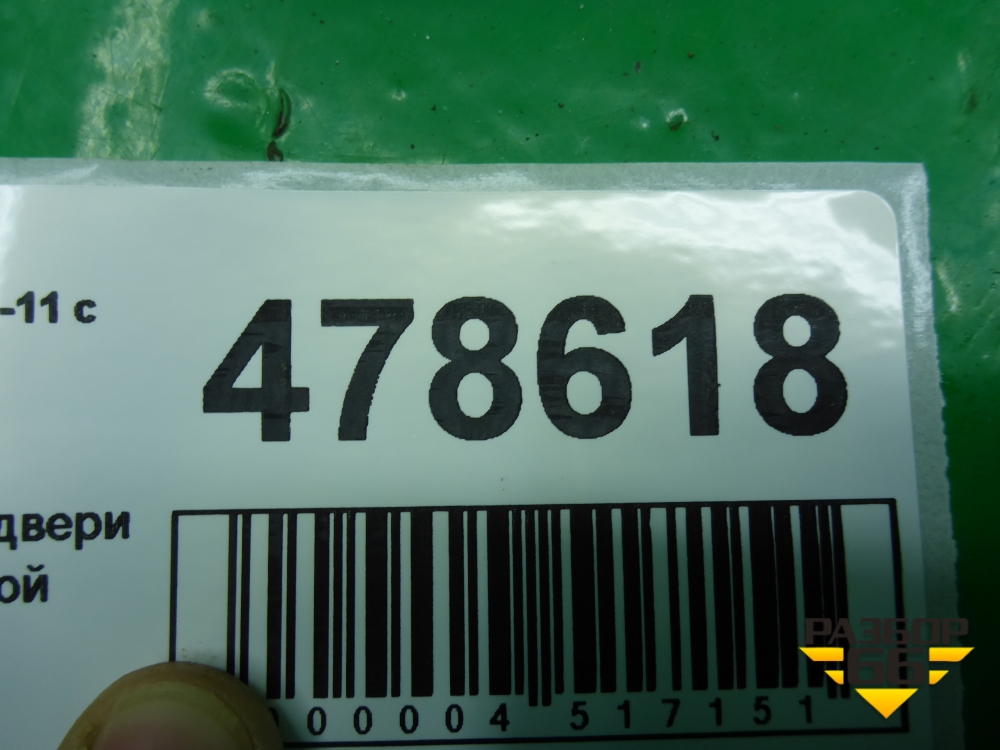 -11 с
478618
двери
ой
00004 517151
РАЗБОР
66